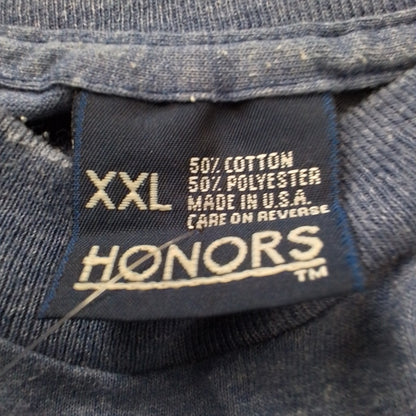 XXL
50% COTTON
50% POLYESTER
MADE IN U.S.A.
CARE ON REVERSE
HONORS
TM